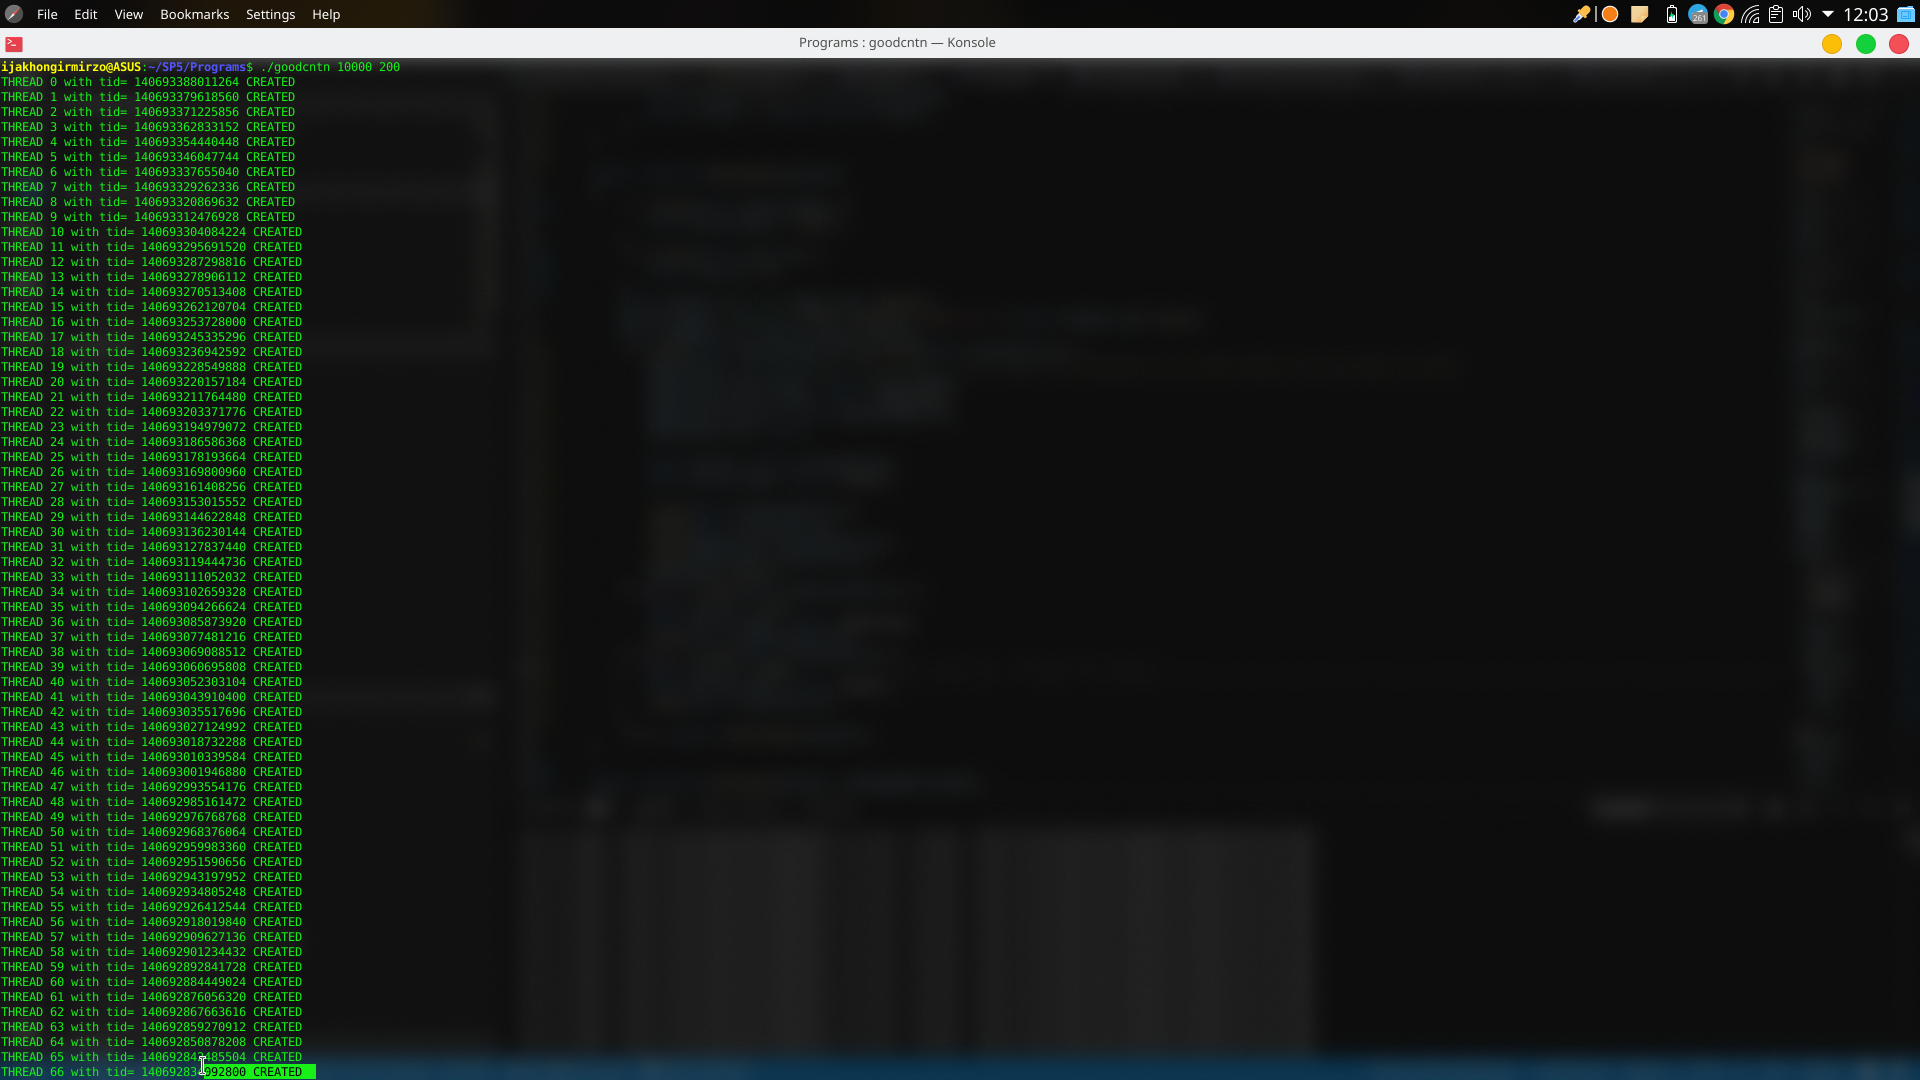 File Edit View Bookmarks Settings Help 261 12:03
Programs : goodcntn — Konsole
ijakhongirmirzo@ASUS:~/SP5/Programs$ ./goodcntn 10000 200
THREAD 0 with tid= 140693388011264 CREATED
THREAD 1 with tid= 140693379618560 CREATED
THREAD 2 with tid= 140693371225856 CREATED
THREAD 3 with tid= 140693362833152 CREATED
THREAD 4 with tid= 140693354440448 CREATED
THREAD 5 with tid= 140693346047744 CREATED
THREAD 6 with tid= 140693337655040 CREATED
THREAD 7 with tid= 140693329262336 CREATED
THREAD 8 with tid= 140693320869632 CREATED
THREAD 9 with tid= 140693312476928 CREATED
THREAD 10 with tid= 140693304084224 CREATED
THREAD 11 with tid= 140693295691520 CREATED
THREAD 12 with tid= 140693287298816 CREATED
THREAD 13 with tid= 140693278906112 CREATED
THREAD 14 with tid= 140693270513408 CREATED
THREAD 15 with tid= 140693262120704 CREATED
THREAD 16 with tid= 140693253728000 CREATED
THREAD 17 with tid= 140693245335296 CREATED
THREAD 18 with tid= 140693236942592 CREATED
THREAD 19 with tid= 140693228549888 CREATED
THREAD 20 with tid= 140693220157184 CREATED
THREAD 21 with tid= 140693211764480 CREATED
THREAD 22 with tid= 140693203371776 CREATED
THREAD 23 with tid= 140693194979072 CREATED
THREAD 24 with tid= 140693186586368 CREATED
THREAD 25 with tid= 140693178193664 CREATED
THREAD 26 with tid= 140693169800960 CREATED
THREAD 27 with tid= 140693161408256 CREATED
THREAD 28 with tid= 140693153015552 CREATED
THREAD 29 with tid= 140693144622848 CREATED
THREAD 30 with tid= 140693136230144 CREATED
THREAD 31 with tid= 140693127837440 CREATED
THREAD 32 with tid= 140693119444736 CREATED
THREAD 33 with tid= 140693111052032 CREATED
THREAD 34 with tid= 140693102659328 CREATED
THREAD 35 with tid= 140693094266624 CREATED
THREAD 36 with tid= 140693085873920 CREATED
THREAD 37 with tid= 140693077481216 CREATED
THREAD 38 with tid= 140693069088512 CREATED
THREAD 39 with tid= 140693060695808 CREATED
THREAD 40 with tid= 140693052303104 CREATED
THREAD 41 with tid= 140693043910400 CREATED
THREAD 42 with tid= 140693035517696 CREATED
THREAD 43 with tid= 140693027124992 CREATED
THREAD 44 with tid= 140693018732288 CREATED
THREAD 45 with tid= 140693010339584 CREATED
THREAD 46 with tid= 140693001946880 CREATED
THREAD 47 with tid= 140692993554176 CREATED
THREAD 48 with tid= 140692985161472 CREATED
THREAD 49 with tid= 140692976768768 CREATED
THREAD 50 with tid= 140692968376064 CREATED
THREAD 51 with tid= 140692959983360 CREATED
THREAD 52 with tid= 140692951590656 CREATED
THREAD 53 with tid= 140692943197952 CREATED
THREAD 54 with tid= 140692934805248 CREATED
THREAD 55 with tid= 140692926412544 CREATED
THREAD 56 with tid= 140692918019840 CREATED
THREAD 57 with tid= 140692909627136 CREATED
THREAD 58 with tid= 140692901234432 CREATED
THREAD 59 with tid= 140692892841728 CREATED
THREAD 60 with tid= 140692884449024 CREATED
THREAD 61 with tid= 140692876056320 CREATED
THREAD 62 with tid= 140692867663616 CREATED
THREAD 63 with tid= 140692859270912 CREATED
THREAD 64 with tid= 140692850878208 CREATED
THREAD 65 with tid= 140692842485504 CREATED
THREAD 66 with tid= 140692834092800 CREATED